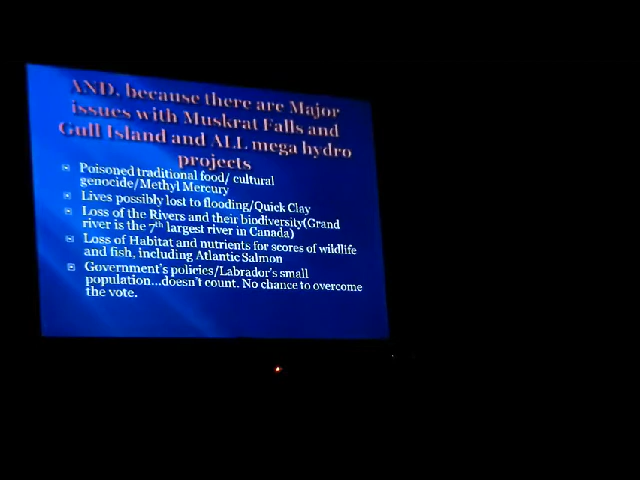 AND, because there are Major
issues with Muskrat Falls and
Gull Island and ALL mega hydro
projects
Poisoned traditional food/ cultural
genocide/Methyl Mercury
Lives possibly lost to flooding/Quick Clay
Loss of the Rivers and their biodiversity(Grand
river is the 7th largest river in Canada)
Loss of Habitat and nutrients for scores of wildlife
and fish, including Atlantic Salmon
Government's policies/Labrador's small
population...doesn't count. No chance to overcome
the vote.